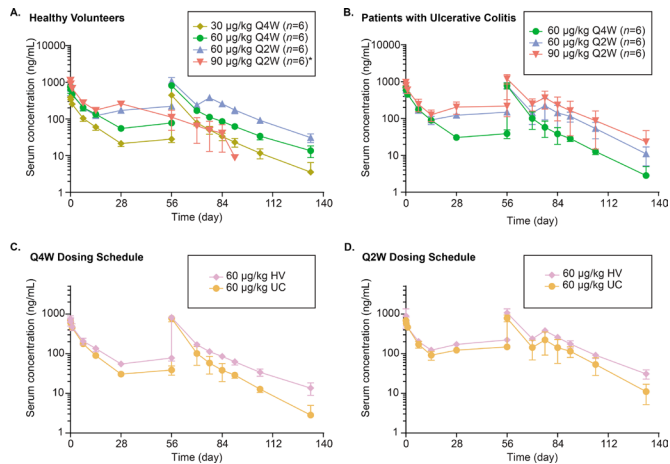 A.
Healthy Volunteers
30 µg/kg Q4W (n=6)
60 µg/kg Q4W (n=6)
60 µg/kg Q2W (n=6)
90 µg/kg Q2W (n=6)*
Serum concentration (ng/mL)
10000
1000
100
10
1
0 28 56 84 112 140
Time (day)
B.
Patients with Ulcerative Colitis
60 µg/kg Q4W (n=6)
60 µg/kg Q2W (n=6)
90 µg/kg Q2W (n=6)
Serum concentration (ng/mL)
10000
1000
100
10
1
0 28 56 84 112 140
Time (day)
C.
Q4W Dosing Schedule
60 µg/kg HV
60 µg/kg UC
Serum concentration (ng/mL)
10000
1000
100
10
1
0 28 56 84 112 140
Time (day)
D.
Q2W Dosing Schedule
60 µg/kg HV
60 µg/kg UC
Serum concentration (ng/mL)
10000
1000
100
10
1
0 28 56 84 112 140
Time (day)